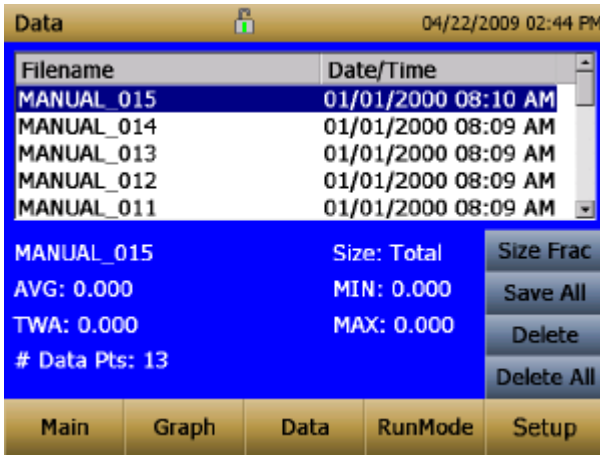 Data 04/22/2009 02:44 PM
Filename Date/Time
MANUAL_015 01/01/2000 08:10 AM
MANUAL_014 01/01/2000 08:09 AM
MANUAL_013 01/01/2000 08:09 AM
MANUAL_012 01/01/2000 08:09 AM
MANUAL_011 01/01/2000 08:09 AM
MANUAL_015 Size: Total
AVG: 0.000 MIN: 0.000
TWA: 0.000 MAX: 0.000
# Data Pts: 13
Size Frac
Save All
Delete
Delete All
Main Graph Data RunMode Setup